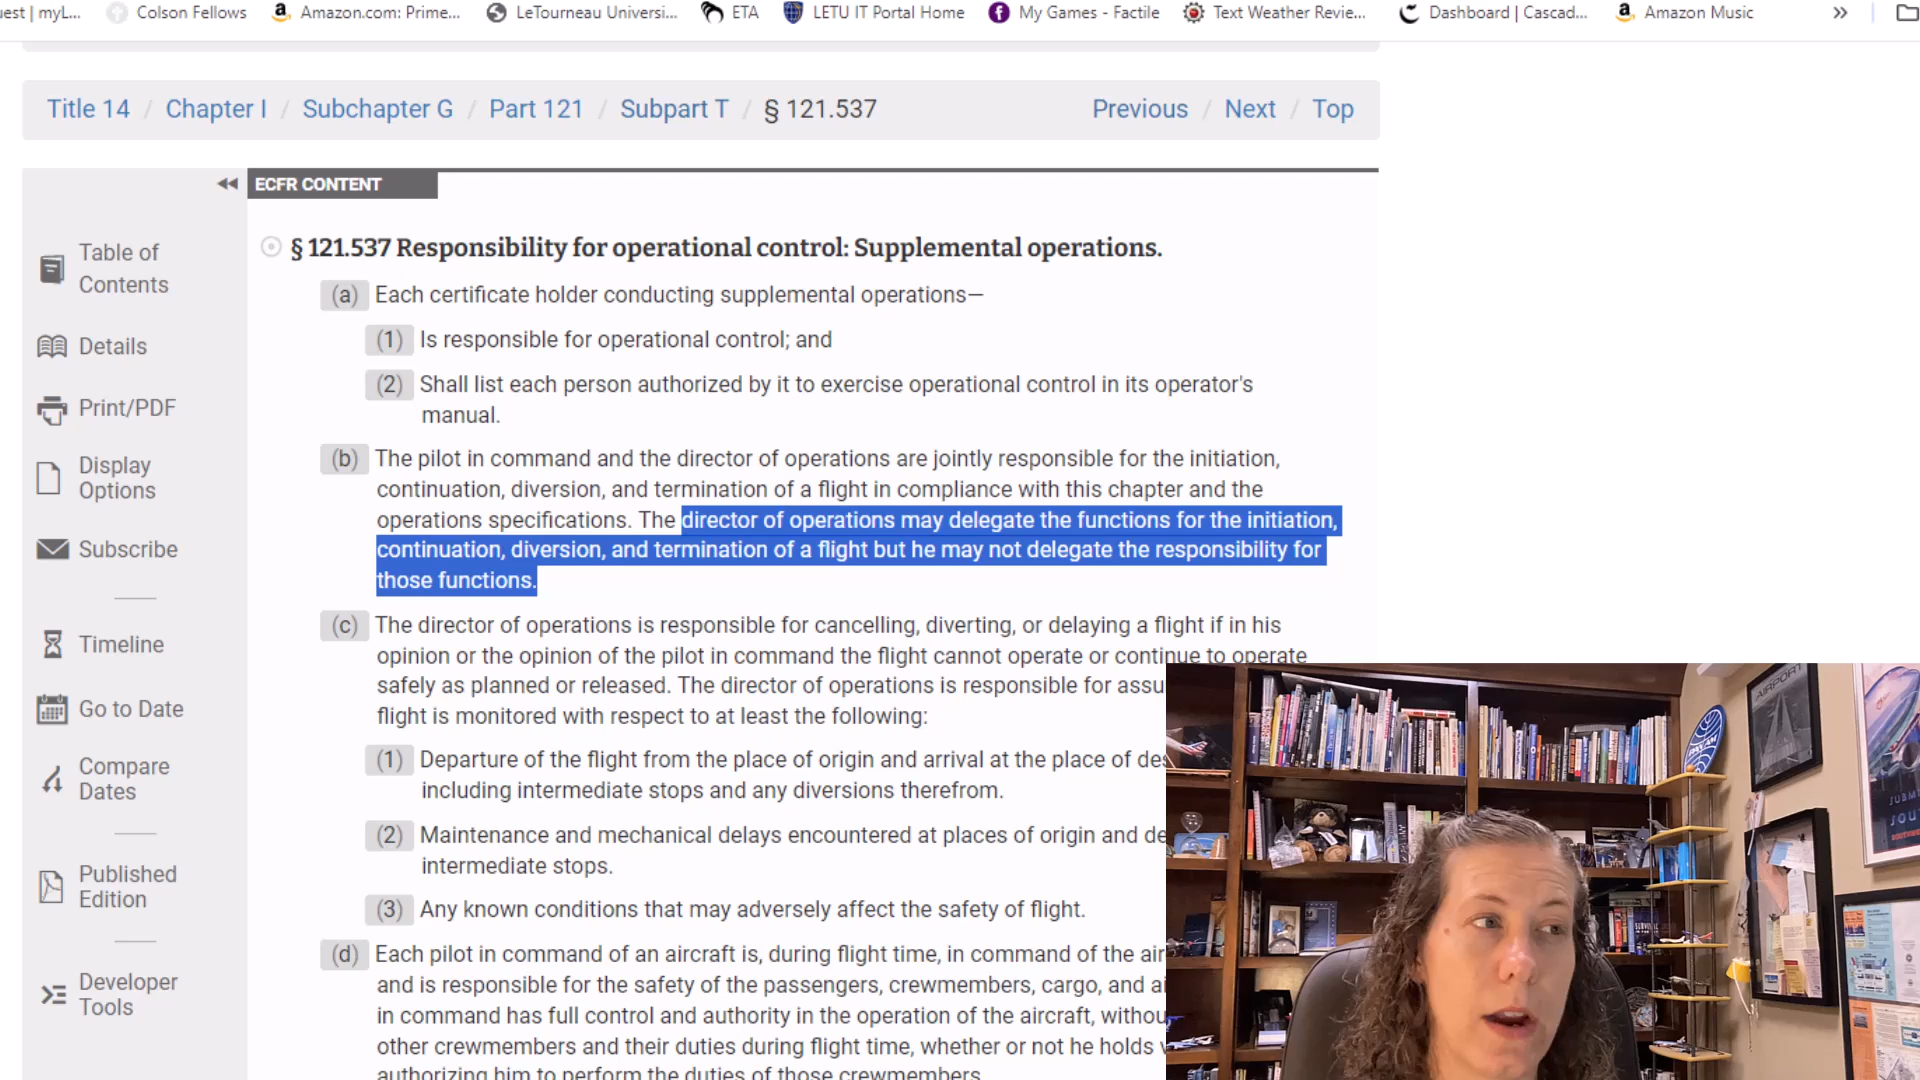 uest | myL...
Colson Fellows
Amazon.com: Prime...
LeTourneau Universi...
ETA
LETU IT Portal Home
My Games - Factile
Text Weather Revie...
Dashboard | Cascad...
Amazon Music
»
Title 14 / Chapter I / Subchapter G / Part 121 / Subpart T / § 121.537
Previous / Next / Top
Table of
Contents
Details
Print/PDF
Display
Options
Subscribe
Timeline
Go to Date
Compare
Dates
Published
Edition
Developer
Tools
ECFR CONTENT
§ 121.537 Responsibility for operational control: Supplemental operations.
(a) Each certificate holder conducting supplemental operations—
(1) Is responsible for operational control; and
(2) Shall list each person authorized by it to exercise operational control in its operator's
manual.
(b) The pilot in command and the director of operations are jointly responsible for the initiation,
continuation, diversion, and termination of a flight in compliance with this chapter and the
operations specifications. The director of operations may delegate the functions for the initiation,
continuation, diversion, and termination of a flight but he may not delegate the responsibility for
those functions.
(c) The director of operations is responsible for cancelling, diverting, or delaying a flight if in his
opinion or the opinion of the pilot in command the flight cannot operate or continue to operate
safely as planned or released. The director of operations is responsible for assu
flight is monitored with respect to at least the following:
(1) Departure of the flight from the place of origin and arrival at the place of des
including intermediate stops and any diversions therefrom.
(2) Maintenance and mechanical delays encountered at places of origin and de
intermediate stops.
(3) Any known conditions that may adversely affect the safety of flight.
(d) Each pilot in command of an aircraft is, during flight time, in command of the air
and is responsible for the safety of the passengers, crewmembers, cargo, and ai
in command has full control and authority in the operation of the aircraft, withou
other crewmembers and their duties during flight time, whether or not he holds v
authorizing him to perform the duties of those crewmembers.
AIRPORT
PAN AM